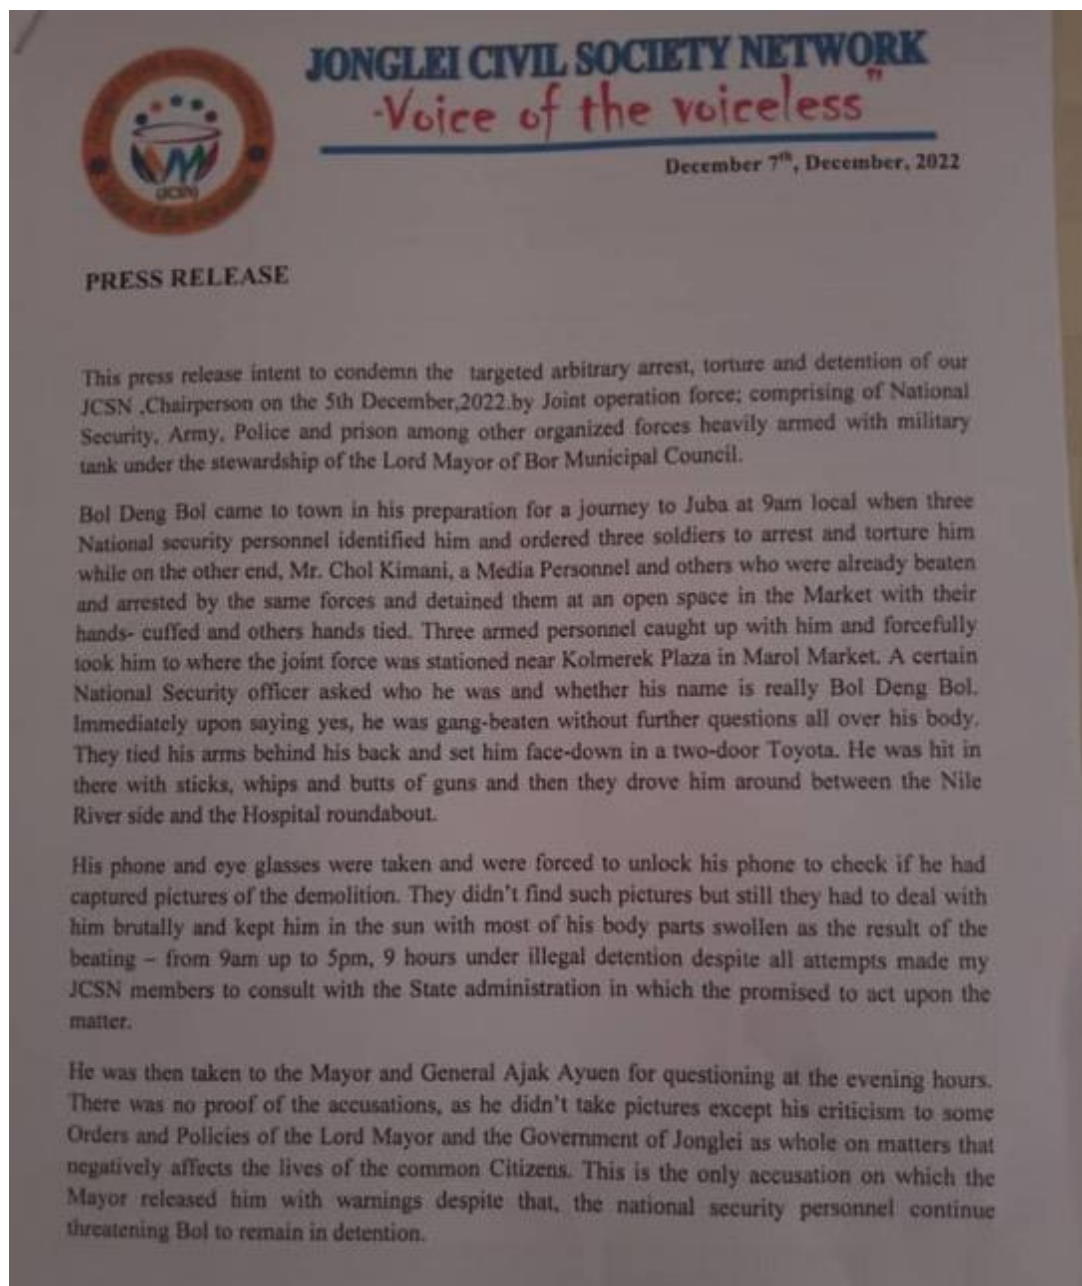 JONGLEI CIVIL SOCIETY NETWORK
-Voice of the voiceless"
December 7th, December, 2022
(JCSN)
PRESS RELEASE
This press release intent to condemn the targeted arbitrary arrest, torture and detention of our
JCSN ,Chairperson on the 5th December,2022.by Joint operation force; comprising of National
Security, Army, Police and prison among other organized forces heavily armed with military
tank under the stewardship of the Lord Mayor of Bor Municipal Council.
Bol Deng Bol came to town in his preparation for a journey to Juba at 9am local when three
National security personnel identified him and ordered three soldiers to arrest and torture him
while on the other end, Mr. Chol Kimani, a Media Personnel and others who were already beaten
and arrested by the same forces and detained them at an open space in the Market with their
hands- cuffed and others hands tied. Three armed personnel caught up with him and forcefully
took him to where the joint force was stationed near Kolmerek Plaza in Marol Market. A certain
National Security officer asked who he was and whether his name is really Bol Deng Bol.
Immediately upon saying yes, he was gang-beaten without further questions all over his body.
They tied his arms behind his back and set him face-down in a two-door Toyota. He was hit in
there with sticks, whips and butts of guns and then they drove him around between the Nile
River side and the Hospital roundabout.
His phone and eye glasses were taken and were forced to unlock his phone to check if he had
captured pictures of the demolition. They didn't find such pictures but still they had to deal with
him brutally and kept him in the sun with most of his body parts swollen as the result of the
beating – from 9am up to 5pm, 9 hours under illegal detention despite all attempts made my
JCSN members to consult with the State administration in which the promised to act upon the
matter.
He was then taken to the Mayor and General Ajak Ayuen for questioning at the evening hours.
There was no proof of the accusations, as he didn't take pictures except his criticism to some
Orders and Policies of the Lord Mayor and the Government of Jonglei as whole on matters that
negatively affects the lives of the common Citizens. This is the only accusation on which the
Mayor released him with warnings despite that, the national security personnel continue
threatening Bol to remain in detention.